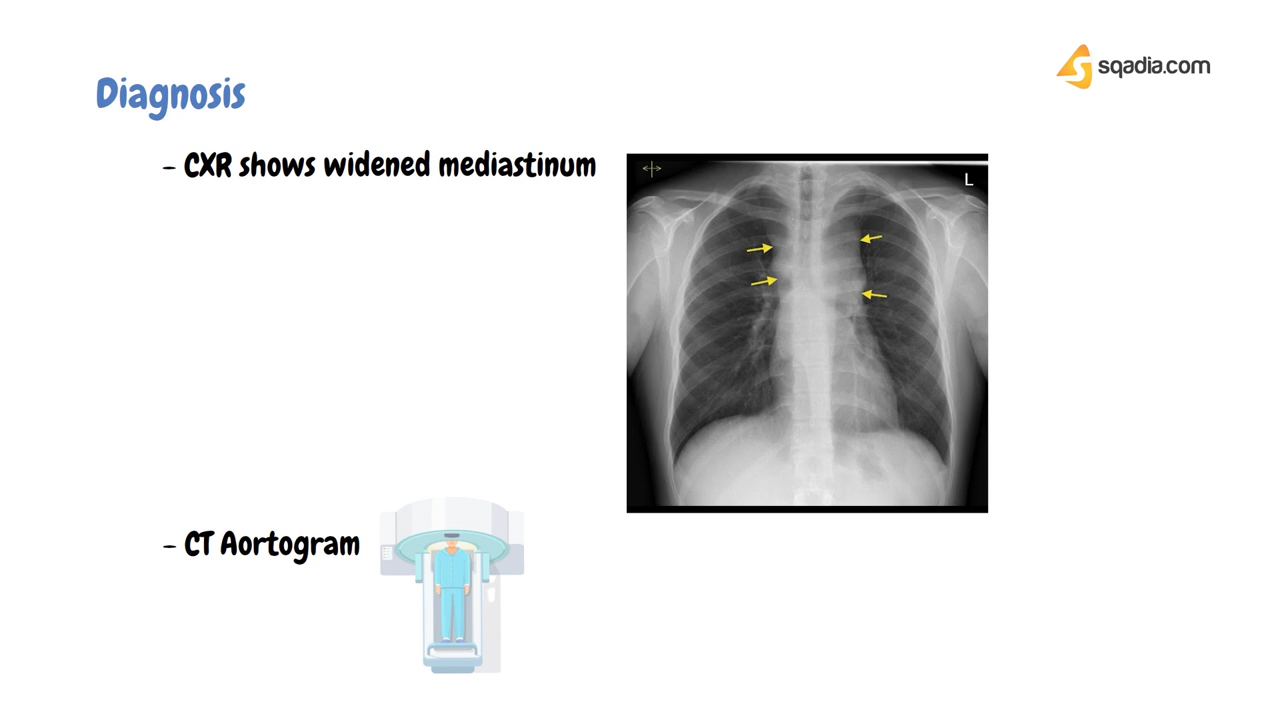 sqadia.com
Diagnosis
- CXR shows widened mediastinum
L
- CT Aortogram